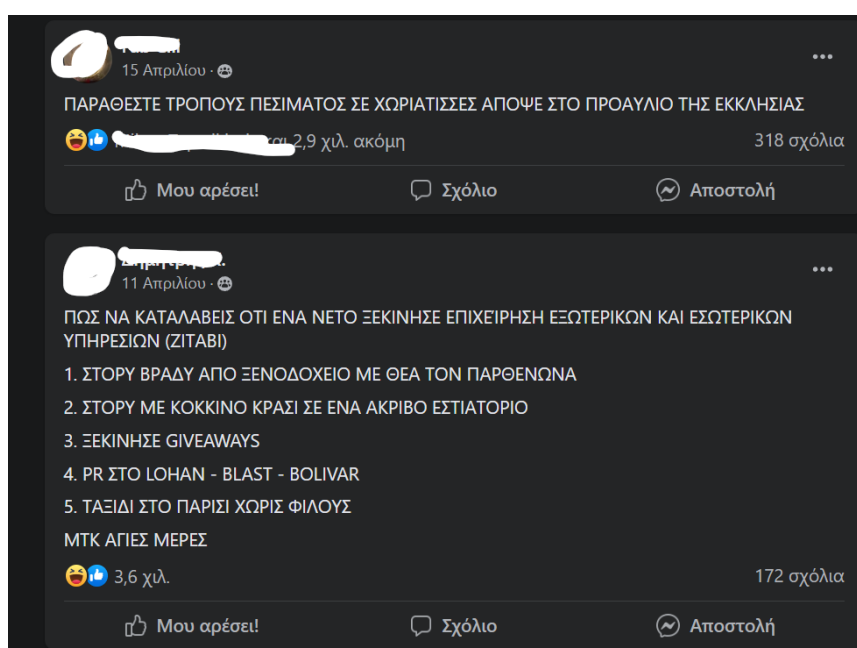 15 Απριλίου
ΠΑΡΑΘΕΣΤΕ ΤΡΟΠΟΥΣ ΠΕΣΙΜΑΤΟΣ ΣΕ ΧΩΡΙΑΤΙΣΣΕΣ ΑΠΟΨΕ ΣΤΟ ΠΡΟΑΥΛΙΟ ΤΗΣ ΕΚΚΛΗΣΙΑΣ
2,9 χιλ. ακόμη 318 σχόλια
Μου αρέσει! Σχόλιο Αποστολή
11 Απριλίου
ΠΩΣ ΝΑ ΚΑΤΑΛΑΒΕΙΣ ΟΤΙ ΕΝΑ ΝΕΤΟ ΞΕΚΙΝΗΣΕ ΕΠΙΧΕΊΡΗΣΗ ΕΞΩΤΕΡΙΚΩΝ ΚΑΙ ΕΣΩΤΕΡΙΚΩΝ
ΥΠΗΡΕΣΙΩΝ (ΖΙΤΑΒΙ)
1. ΣΤΟΡΥ ΒΡΑΔΥ ΑΠΟ ΞΕΝΟΔΟΧΕΙΟ ΜΕ ΘΕΑ ΤΟΝ ΠΑΡΘΕΝΩΝΑ
2. ΣΤΟΡΥ ΜΕ ΚΟΚΚΙΝΟ ΚΡΑΣΙ ΣΕ ΕΝΑ ΑΚΡΙΒΟ ΕΣΤΙΑΤΟΡΙΟ
3. ΞΕΚΙΝΗΣΕ GIVEAWAYS
4. PR ΣΤΟ LOHAN - BLAST - BOLIVAR
5. ΤΑΞΙΔΙ ΣΤΟ ΠΑΡΙΣΙ ΧΩΡΙΣ ΦΙΛΟΥΣ
ΜΤΚ ΑΓΙΕΣ ΜΕΡΕΣ
3,6 χιλ. 172 σχόλια
Μου αρέσει! Σχόλιο Αποστολή